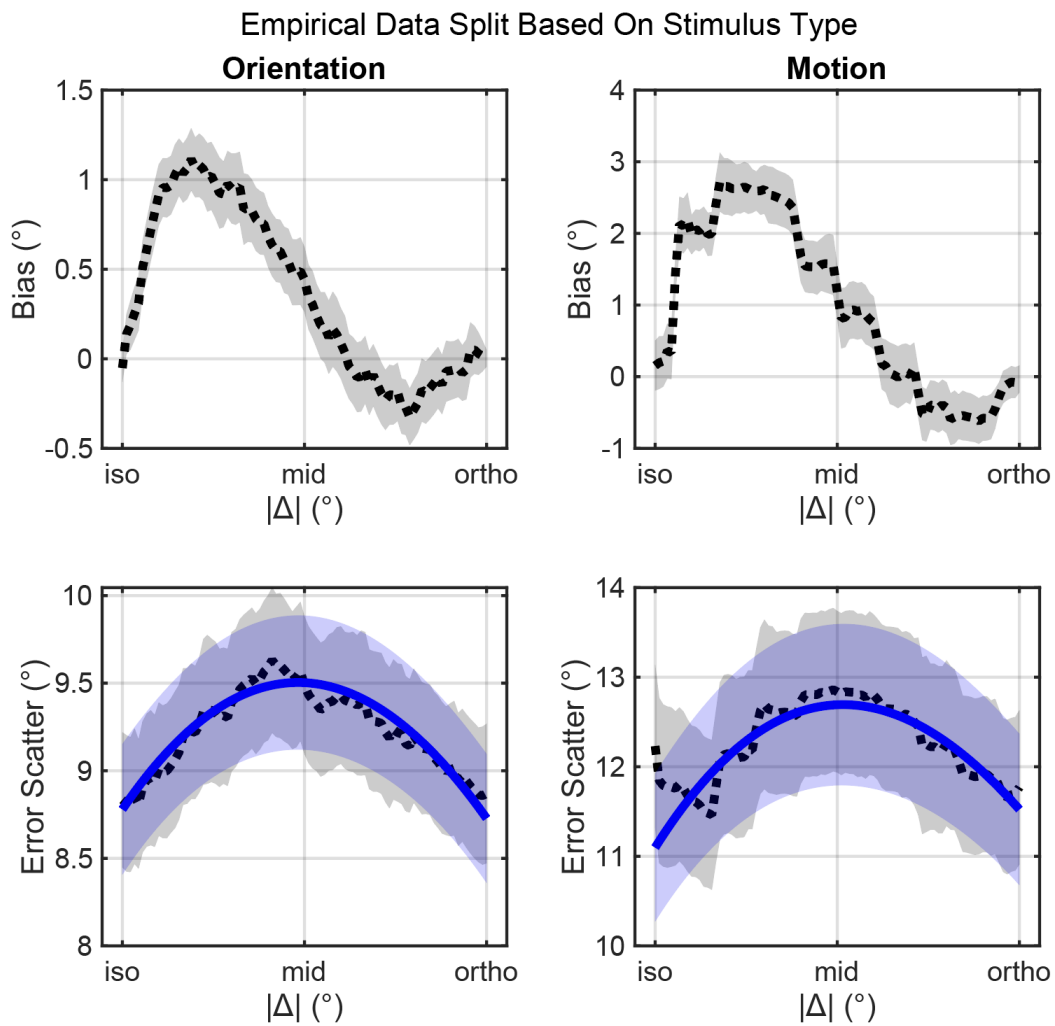 Empirical Data Split Based On Stimulus Type
Orientation
1.5
1
0.5
0
-0.5
Bias (°)
iso mid ortho
|Δ| (°)
Motion
4
3
2
1
0
-1
Bias (°)
iso mid ortho
|Δ| (°)
10
9.5
9
8.5
8
Error Scatter (°)
iso mid ortho
|Δ| (°)
14
13
12
11
10
Error Scatter (°)
iso mid ortho
|Δ| (°)